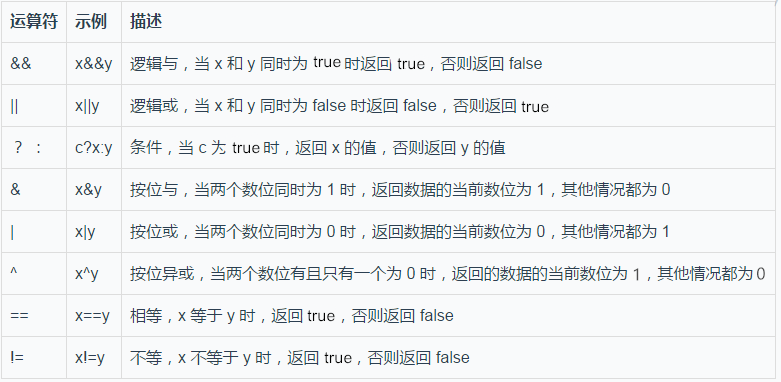 运算符 示例 描述
&& x&&y 逻辑与，当 x 和 y 同时为 true 时返回 true，否则返回 false
|| x||y 逻辑或，当 x 和 y 同时为 false 时返回 false，否则返回 true
？： c?x:y 条件，当 c 为 true 时，返回 x 的值，否则返回 y 的值
& x&y 按位与，当两个数位同时为 1 时，返回数据的当前数位为 1，其他情况都为 0
| x|y 按位或，当两个数位同时为 0 时，返回数据的当前数位为 0，其他情况都为 1
^ x^y 按位异或，当两个数位有且只有一个为 0 时，返回的数据的当前数位为 1，其他情况都为 0
== x==y 相等，x 等于 y 时，返回 true，否则返回 false
!= x!=y 不等，x 不等于 y 时，返回 true，否则返回 false